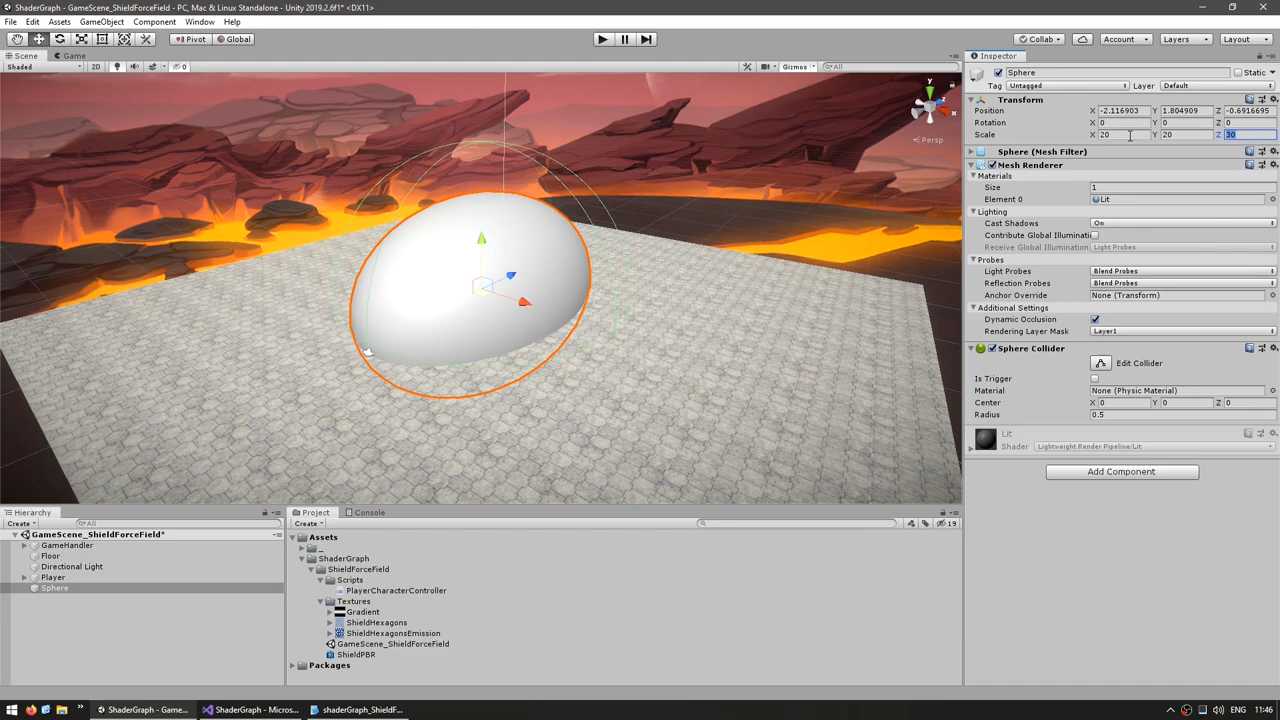 ShaderGraph - GameScene_ShieldForceField - PC, Mac & Linux Standalone - Unity 2019.2.6f1* <DX11>
File Edit Assets GameObject Component Window Help
Pivot Global Collab Account Layers Layout
Scene Game
Shaded 2D Gizmos All
y
z
x
Persp
Inspector
Sphere Static
Tag Untagged Layer Default
Transform
Position X -2.116903 Y 1.804909 Z -0.6916695
Rotation X 0 Y 0 Z 0
Scale X 20 Y 20 Z 30
Sphere (Mesh Filter)
Mesh Renderer
Materials
Size 1
Element 0 Lit
Lighting
Cast Shadows On
Contribute Global Illuminati
Receive Global Illumination Light Probes
Probes
Light Probes Blend Probes
Reflection Probes Blend Probes
Anchor Override None (Transform)
Additional Settings
Dynamic Occlusion
Rendering Layer Mask Layer1
Sphere Collider
Edit Collider
Is Trigger
Material None (Physic Material)
Center X 0 Y 0 Z 0
Radius 0.5
Lit
Shader Lightweight Render Pipeline/Lit
Add Component
Hierarchy
Create All
GameScene_ShieldForceField*
GameHandler
Floor
Directional Light
Player
Sphere
Project Console
Create 19
Assets
_
ShaderGraph
ShieldForceField
Scripts
PlayerCharacterController
Textures
Gradient
ShieldHexagons
ShieldHexagonsEmission
GameScene_ShieldForceField
ShieldPBR
Packages
ShaderGraph - Game... ShaderGraph - Micros... shaderGraph_ShieldF... ENG 11:46